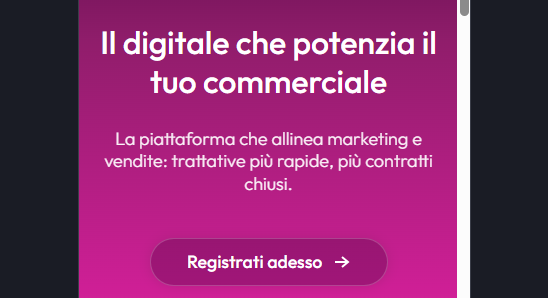 Il digitale che potenzia il
tuo commerciale
La piattaforma che allinea marketing e
vendite: trattative più rapide, più contratti
chiusi.
Registrati adesso →